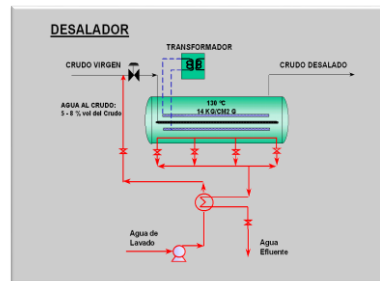 DESALADOR
TRANSFORMADOR
CRUDO VIRGEN
CRUDO DESALADO
AGUA AL CRUDO:
5 - 8 % vol del Crudo
130 ºC
14 KG/CM2 G
Agua de
Lavado
Agua
Efluente